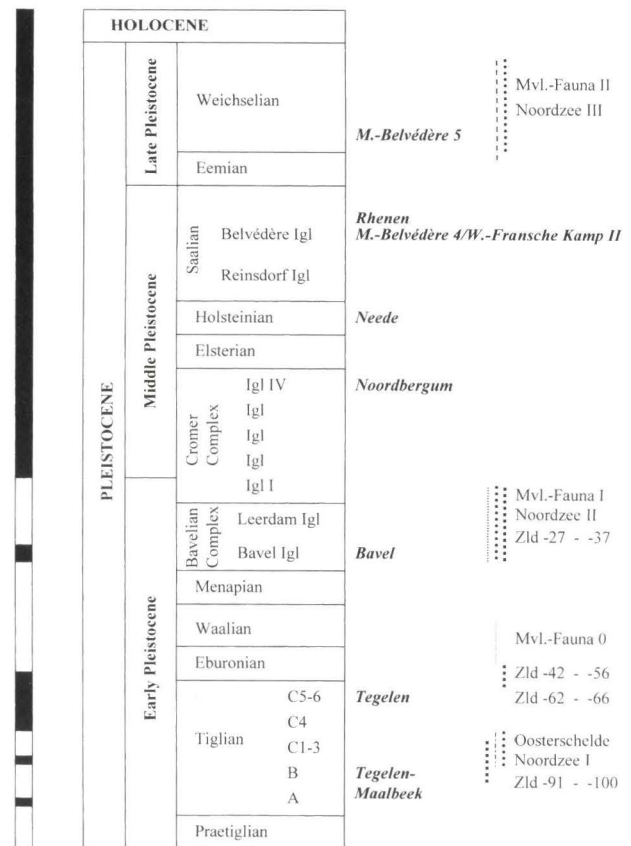 HOLOCENE
PLEISTOCENE
Late Pleistocene
Weichselian
Mvl.-Fauna II
Noordzee III
M.-Belvédère 5
Eemian
Middle Pleistocene
Saalian
Rhenen
Belvédère Igl
M.-Belvédère 4/W.-Fransche Kamp II
Reinsdorf Igl
Holsteinian
Neede
Elsterian
Cromer
Complex
Igl IV
Noordbergum
Igl
Igl
Igl
Igl I
Early Pleistocene
Bavelian
Complex
Mvl.-Fauna I
Leerdam Igl
Noordzee II
Zld -27 - -37
Bavel Igl
Bavel
Menapian
Waalian
Mvl.-Fauna 0
Eburonian
Zld -42 - -56
Tiglian
C5-6
Tegelen
Zld -62 - -66
C4
Oosterschelde
C1-3
Noordzee I
B
Tegelen-
Maalbeek
Zld -91 - -100
A
Praetiglian